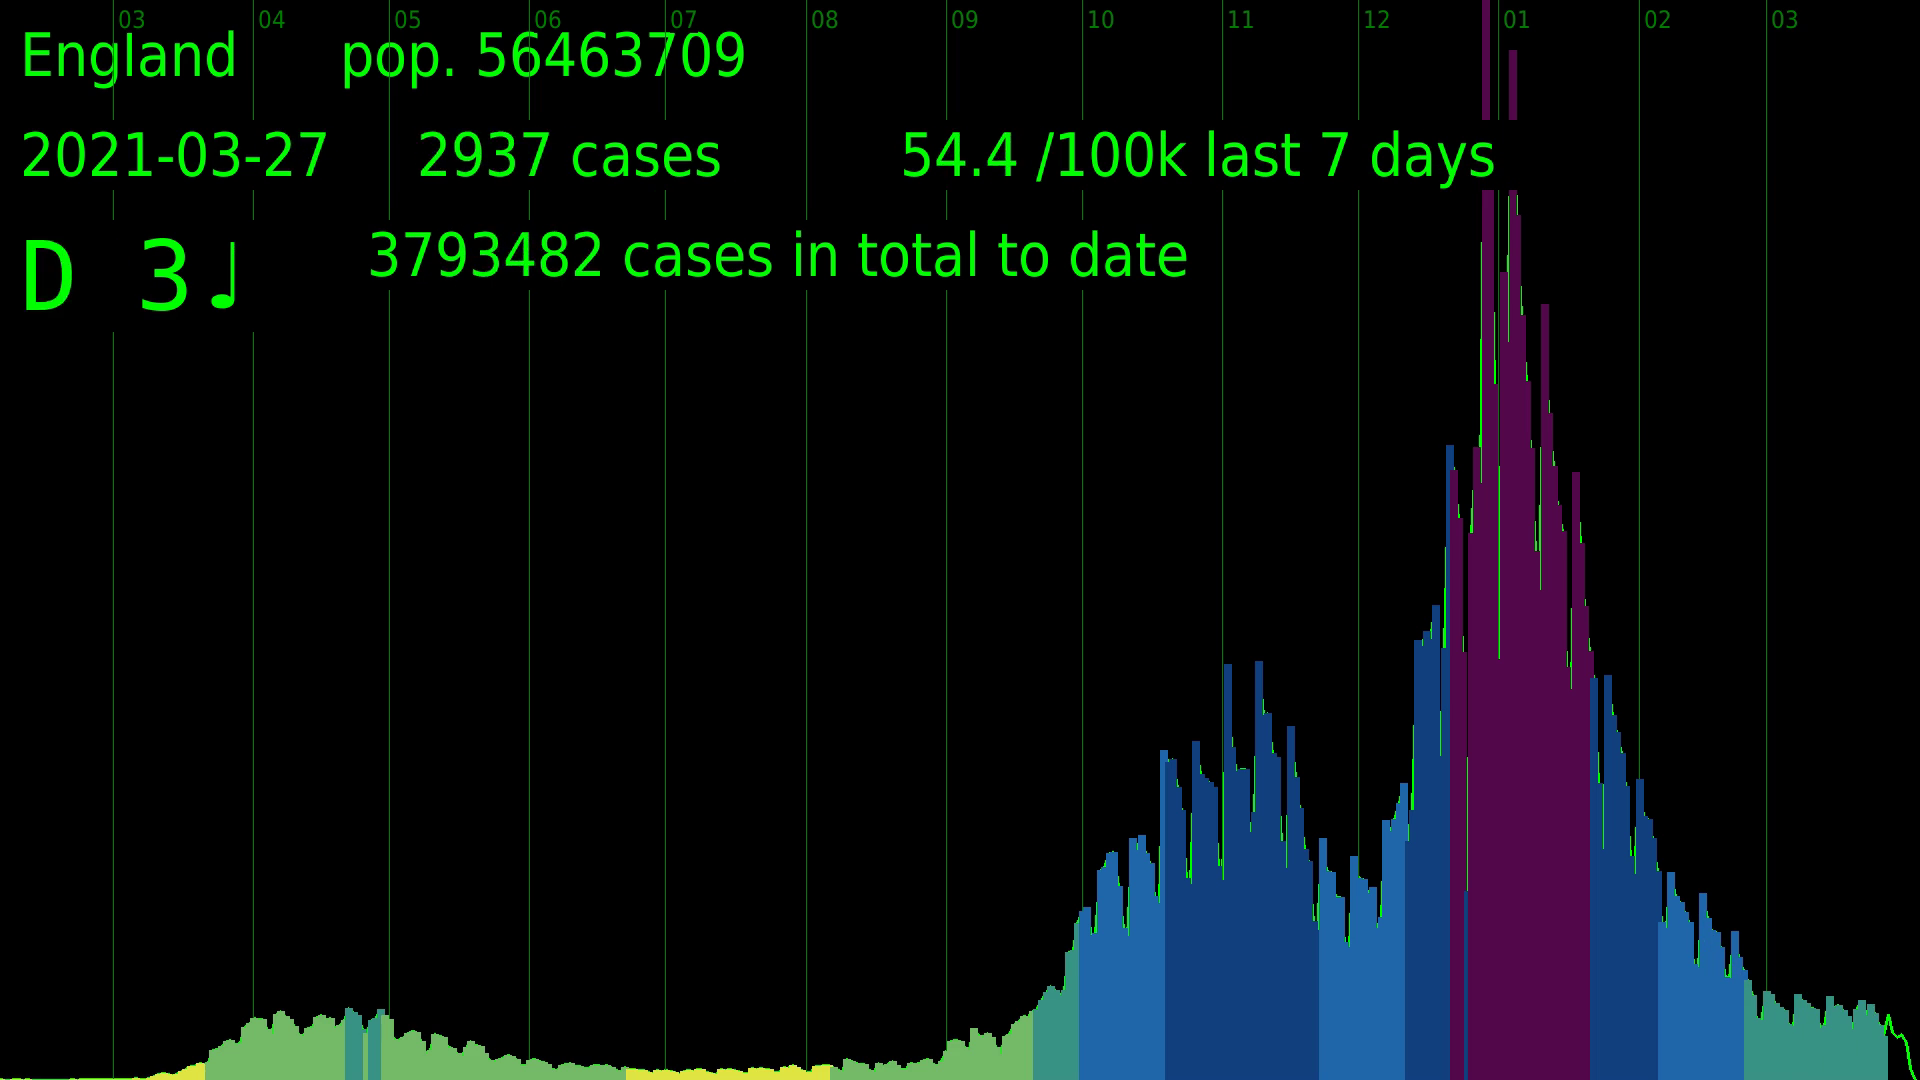 03 04 05 06 07 08 09 10 11 12 01 02 03
England pop. 56463709
2021-03-27 2937 cases 54.4 /100k last 7 days
D 3♩ 3793482 cases in total to date